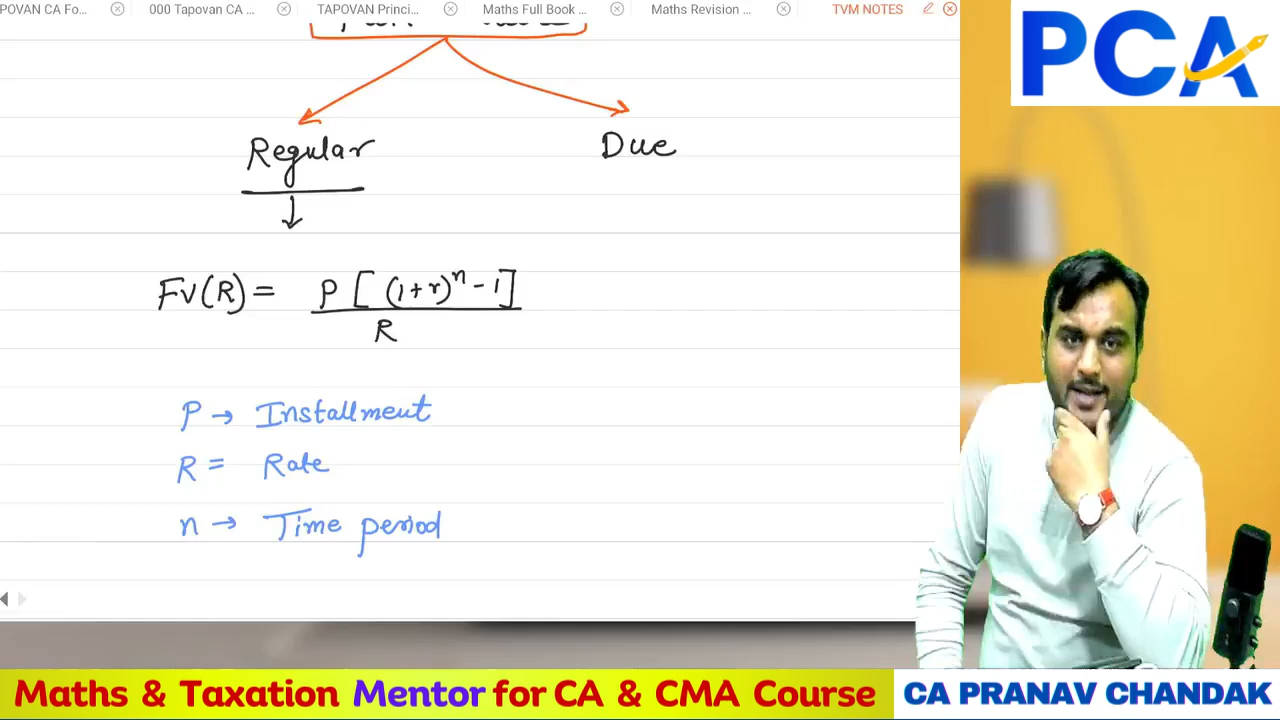 POVAN CA Fo...
000 Tapovan CA ...
TAPOVAN Princi...
Maths Full Book ...
Maths Revision ...
TVM NOTES
PCA
Regular
Due
FV(R) = P [ (1+r)^n - 1]
R
P → Installment
R = Rate
n → Time period
Maths & Taxation Mentor for CA & CMA Course
CA PRANAV CHANDAK